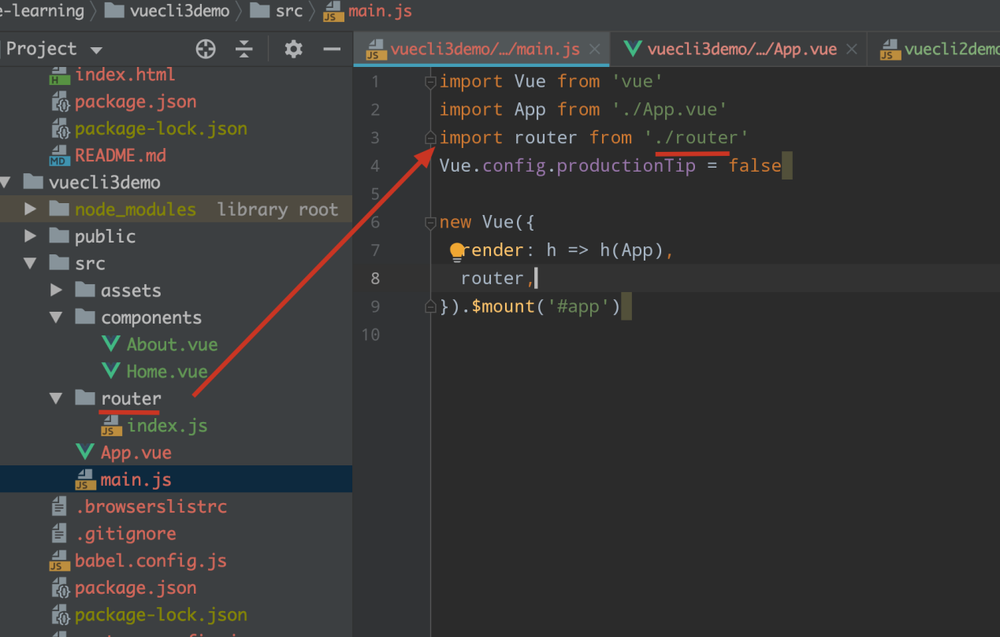 e-learning vuecli3demo src main.js
Project
vuecli3demo/.../main.js vuecli3demo/.../App.vue vuecli2demo
index.html
package.json
package-lock.json
README.md
vuecli3demo
node_modules library root
public
src
assets
components
About.vue
Home.vue
router
index.js
App.vue
main.js
.browserslistrc
.gitignore
babel.config.js
package.json
package-lock.json
1 import Vue from 'vue'
2 import App from './App.vue'
3 import router from './router'
4 Vue.config.productionTip = false
5
6 new Vue({
7 render: h => h(App),
8 router,
9 }).$mount('#app')
10